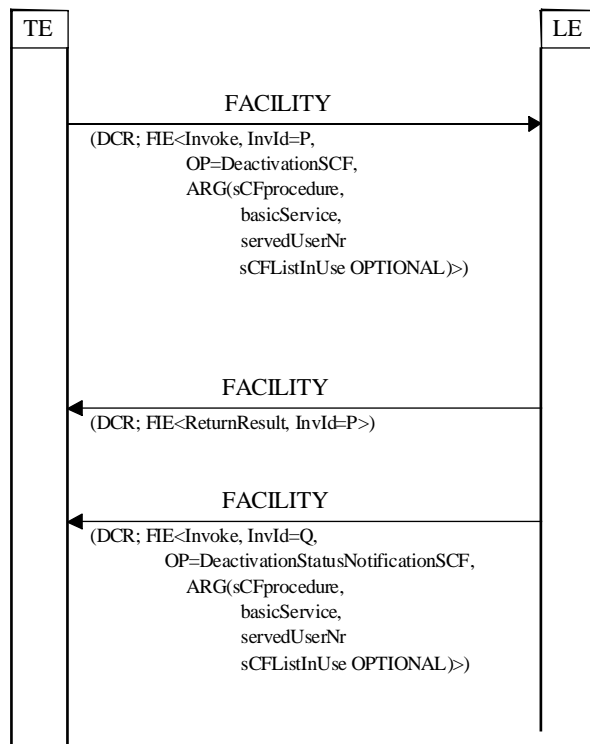 TE LE
FACILITY
(DCR; FIE<Invoke, InvId=P,
OP=DeactivationSCF,
ARG(sCFprocedure,
basicService,
servedUserNr
sCFListInUse OPTIONAL)>)
FACILITY
(DCR; FIE<ReturnResult, InvId=P>)
FACILITY
(DCR; FIE<Invoke, InvId=Q,
OP=DeactivationStatusNotificationSCF,
ARG(sCFprocedure,
basicService,
servedUserNr
sCFListInUse OPTIONAL)>)